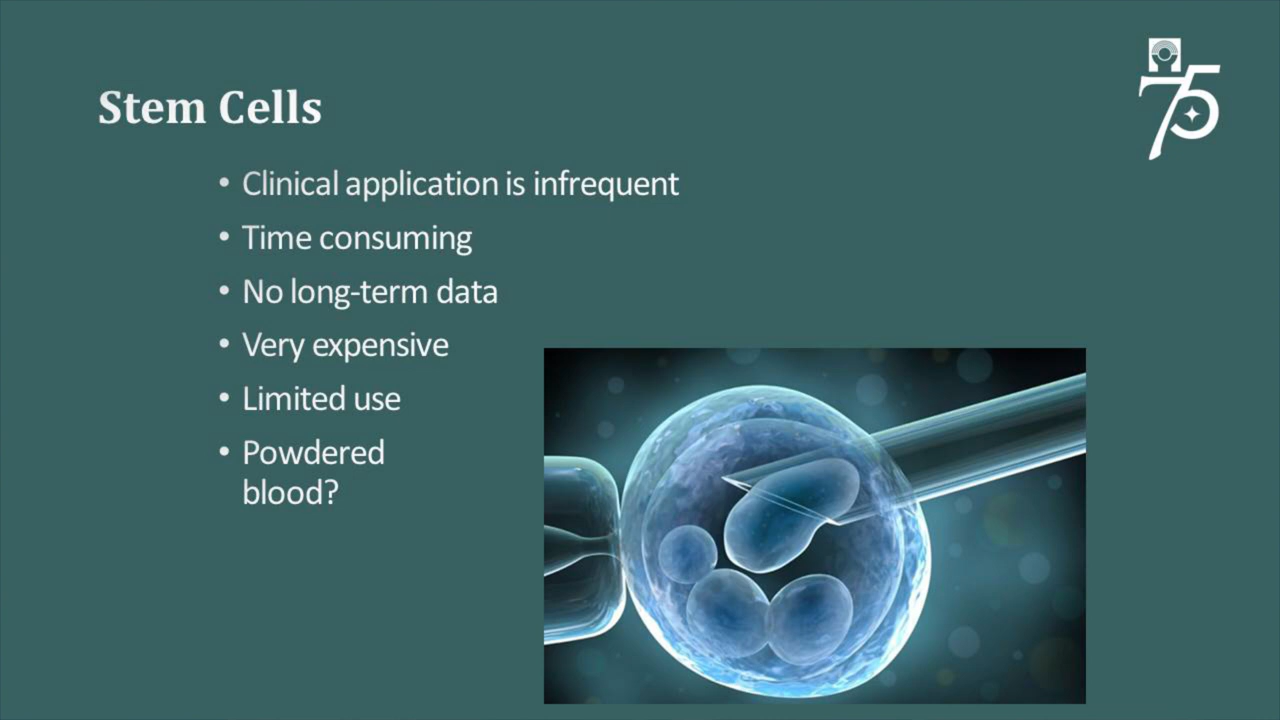 Stem Cells
75
• Clinical application is infrequent
• Time consuming
• No long-term data
• Very expensive
• Limited use
• Powdered
blood?